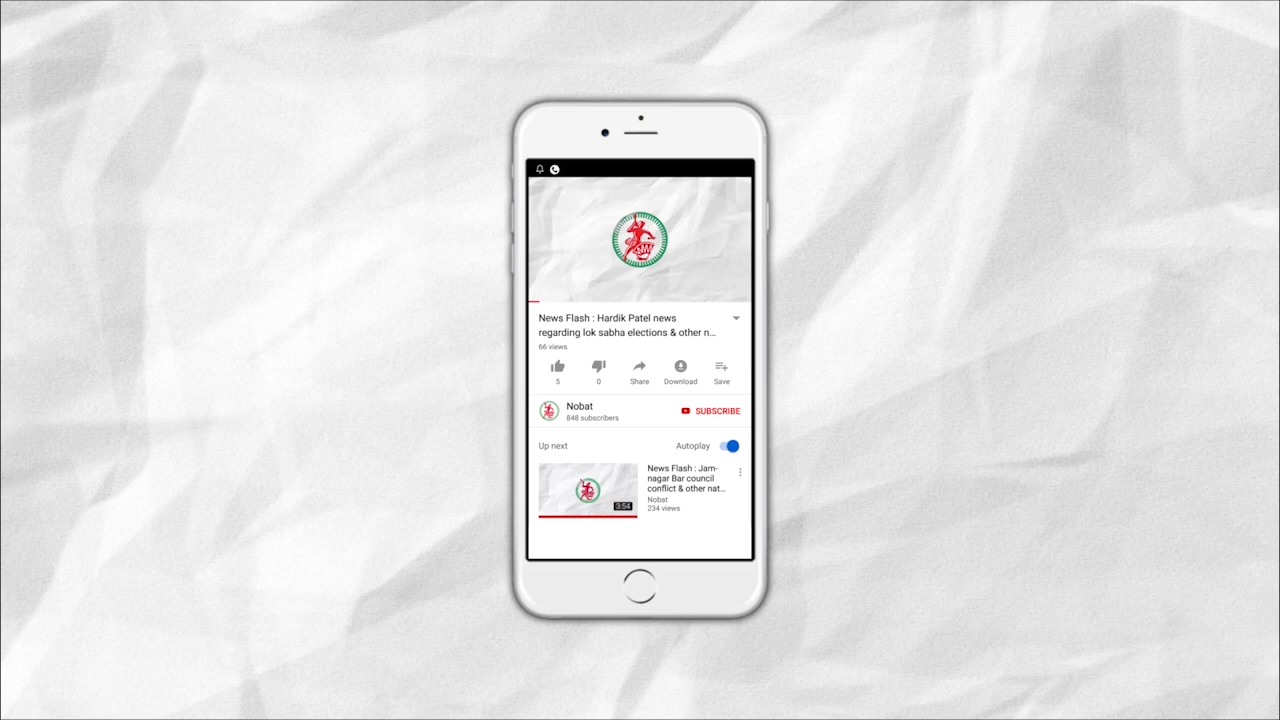 News Flash : Hardik Patel news
regarding lok sabha elections & other n...
66 views
5
0
Share
Download
Save
Nobat
848 subscribers
SUBSCRIBE
Up next
Autoplay
3:54
News Flash : Jam-
nagar Bar council
conflict & other nat...
Nobat
234 views